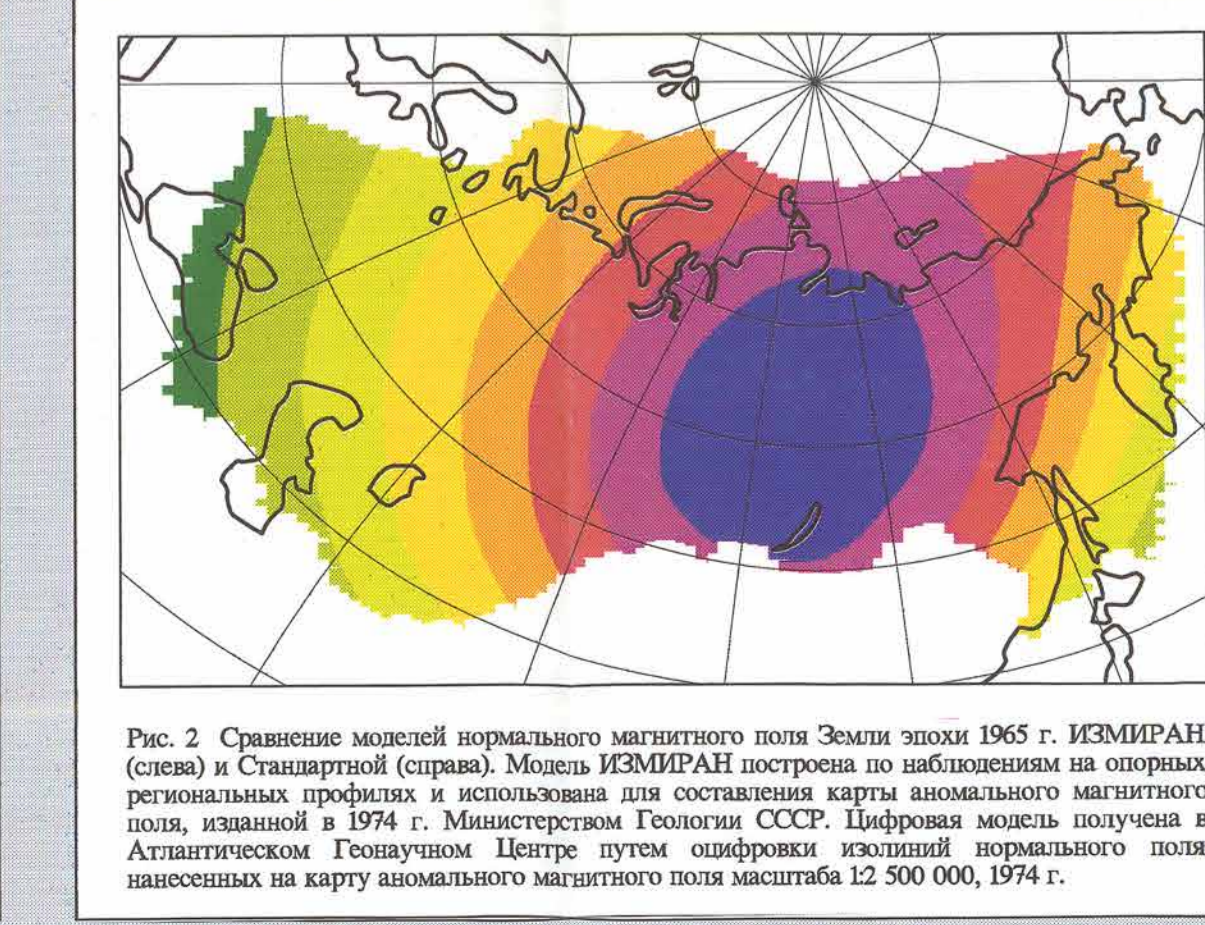 Рис. 2 Сравнение моделей нормального магнитного поля Земли эпохи 1965 г. ИЗМИРАН
(слева) и Стандартной (справа). Модель ИЗМИРАН построена по наблюдениям на опорных
региональных профилях и использована для составления карты аномального магнитного
поля, изданной в 1974 г. Министерством Геологии СССР. Цифровая модель получена в
Атлантическом Геонаучном Центре путем оцифровки изолиний нормального поля
нанесенных на карту аномального магнитного поля масштаба 1:2 500 000, 1974 г.